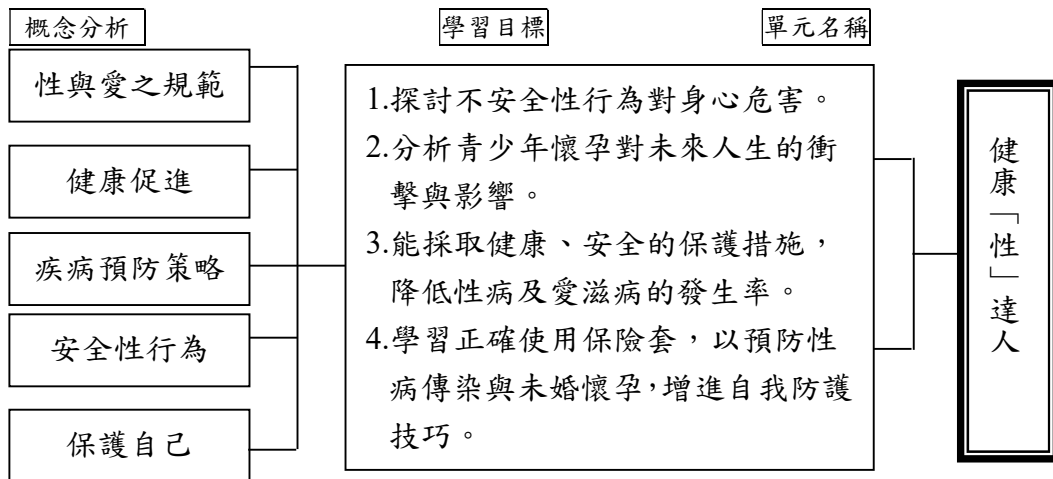 概念分析
學習目標
單元名稱
性與愛之規範
健康促進
疾病預防策略
安全性行為
保護自己
1.探討不安全性行為對身心危害。
2.分析青少年懷孕對未來人生的衝
擊與影響。
3.能採取健康、安全的保護措施，
降低性病及愛滋病的發生率。
4.學習正確使用保險套，以預防性
病傳染與未婚懷孕，增進自我防護
技巧。
健康「性」達人